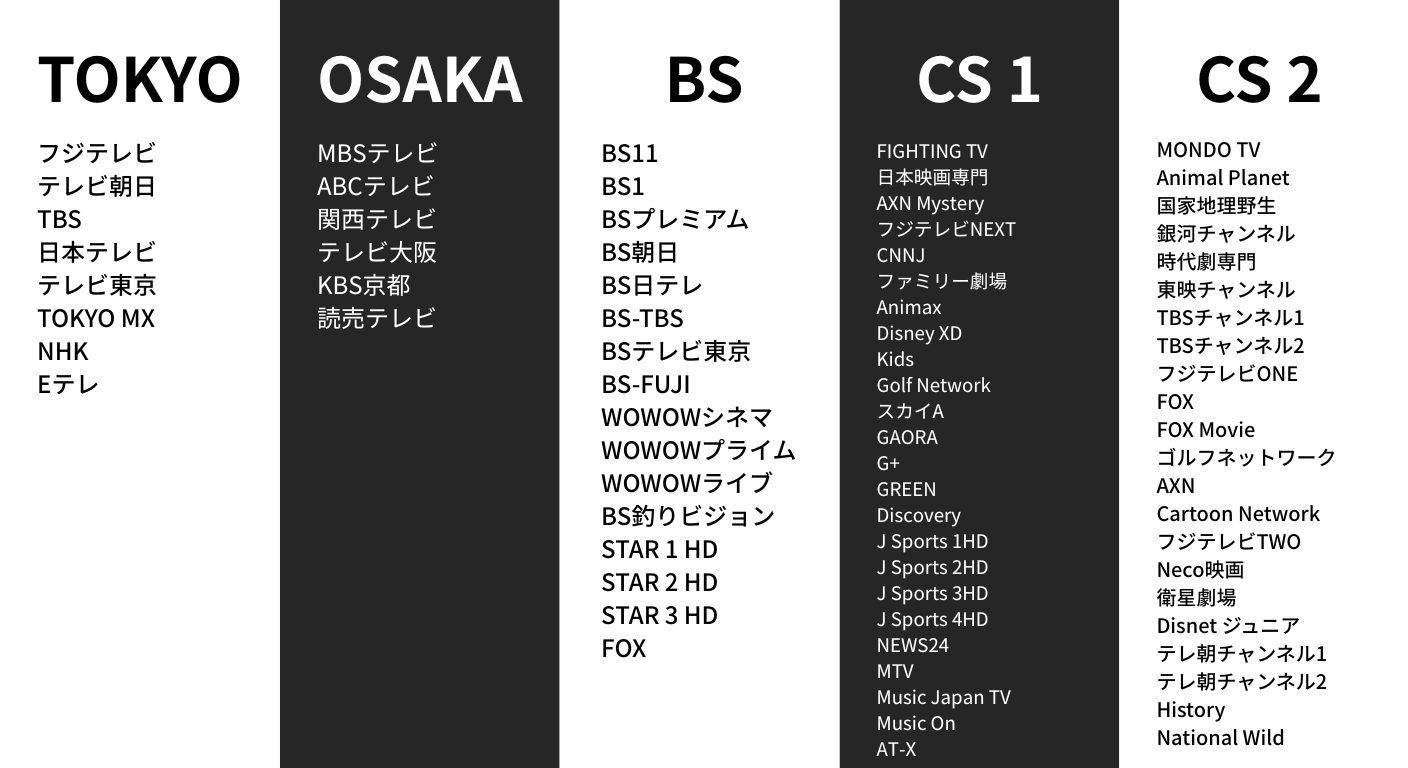 TOKYO
フジテレビ
テレビ朝日
TBS
日本テレビ
テレビ東京
TOKYO MX
NHK
Eテレ
OSAKA
MBSテレビ
ABCテレビ
関西テレビ
テレビ大阪
KBS京都
読売テレビ
BS
BS11
BS1
BSプレミアム
BS朝日
BS日テレ
BS-TBS
BSテレビ東京
BS-FUJI
WOWOWシネマ
WOWOWプライム
WOWOWライブ
BS釣りビジョン
STAR 1 HD
STAR 2 HD
STAR 3 HD
FOX
CS 1
FIGHTING TV
日本映画専門
AXN Mystery
フジテレビNEXT
CNNJ
ファミリー劇場
Animax
Disney XD
Kids
Golf Network
スカイA
GAORA
G+
GREEN
Discovery
J Sports 1HD
J Sports 2HD
J Sports 3HD
J Sports 4HD
NEWS24
MTV
Music Japan TV
Music On
AT-X
CS 2
MONDO TV
Animal Planet
国家地理野生
銀河チャンネル
時代劇専門
東映チャンネル
TBSチャンネル1
TBSチャンネル2
フジテレビONE
FOX
FOX Movie
ゴルフネットワーク
AXN
Cartoon Network
フジテレビTWO
Neco映画
衛星劇場
Disnet ジュニア
テレ朝チャンネル1
テレ朝チャンネル2
History
National Wild